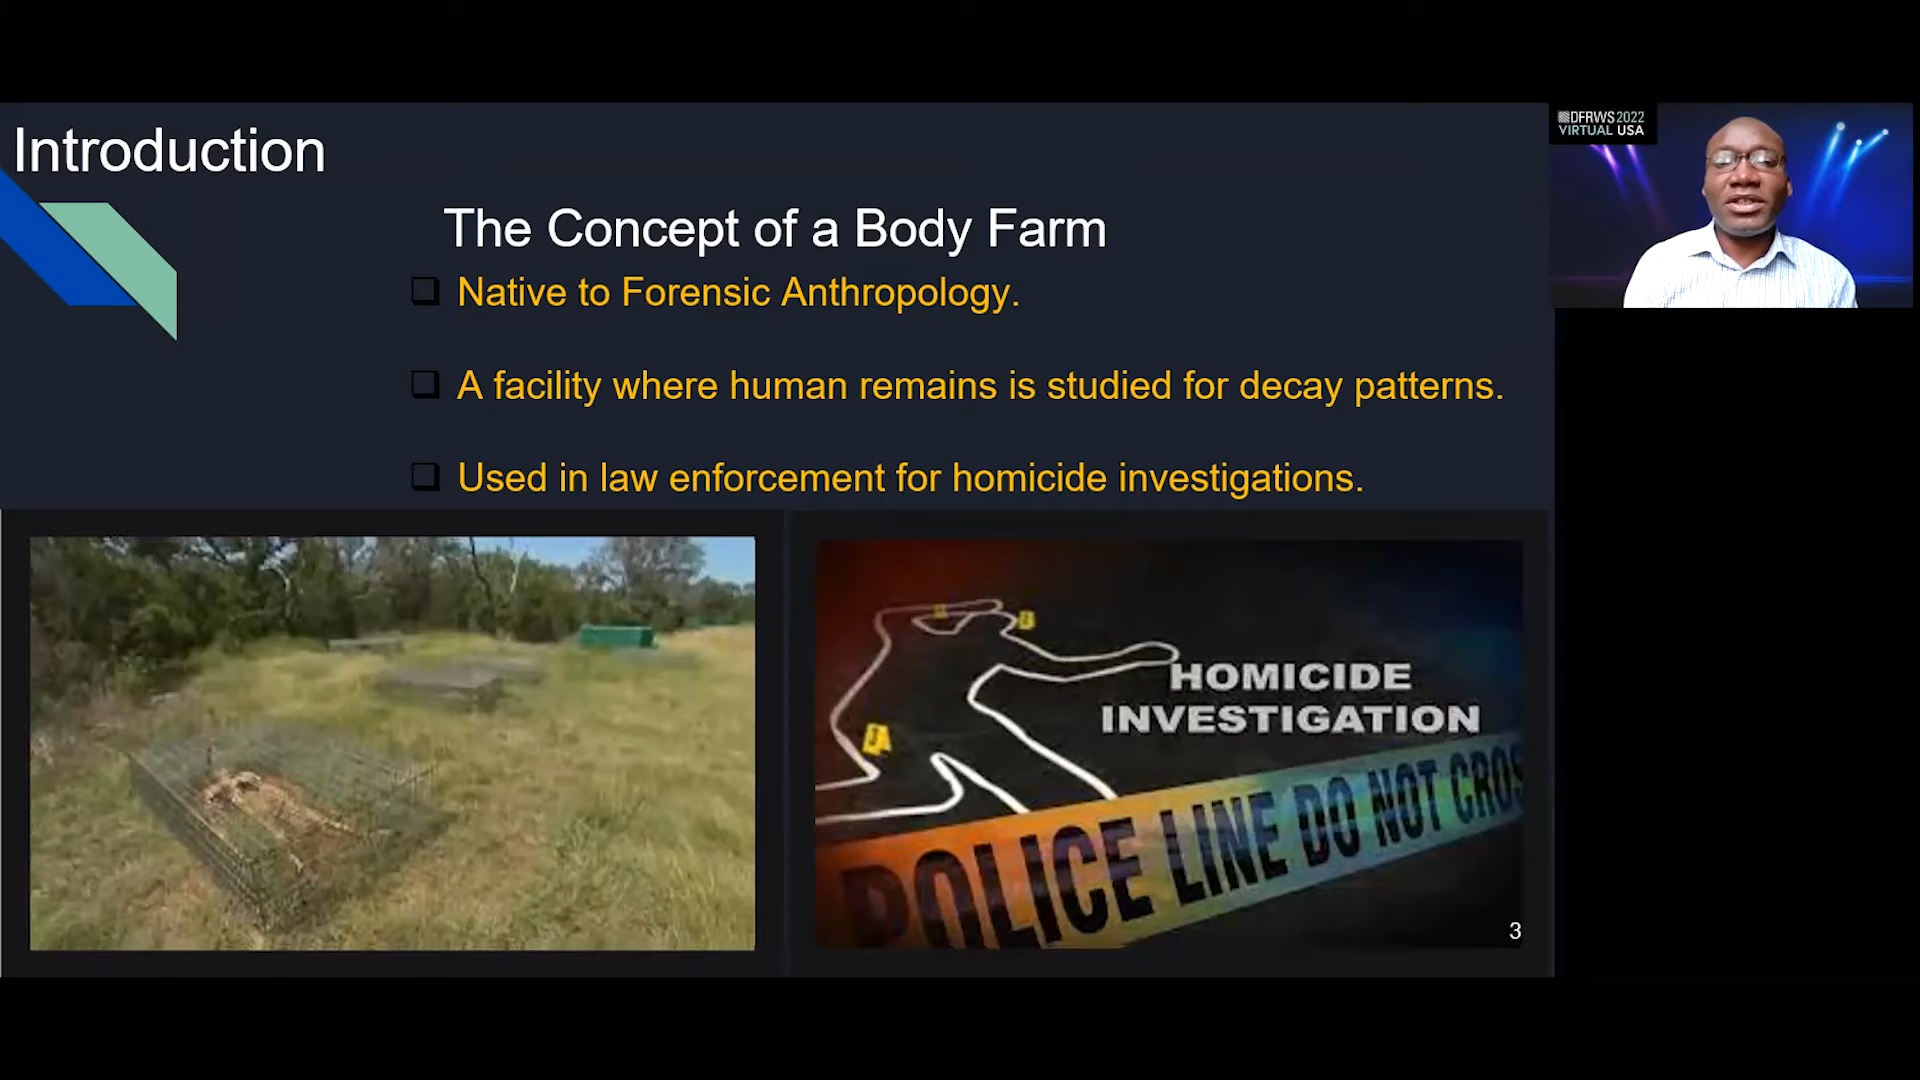 Introduction
DFRWS 2022
VIRTUAL USA
The Concept of a Body Farm
Native to Forensic Anthropology.
A facility where human remains is studied for decay patterns.
Used in law enforcement for homicide investigations.
HOMICIDE
INVESTIGATION
POLICE LINE DO NOT CROS
3